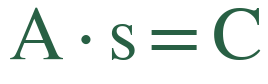 A · s = C